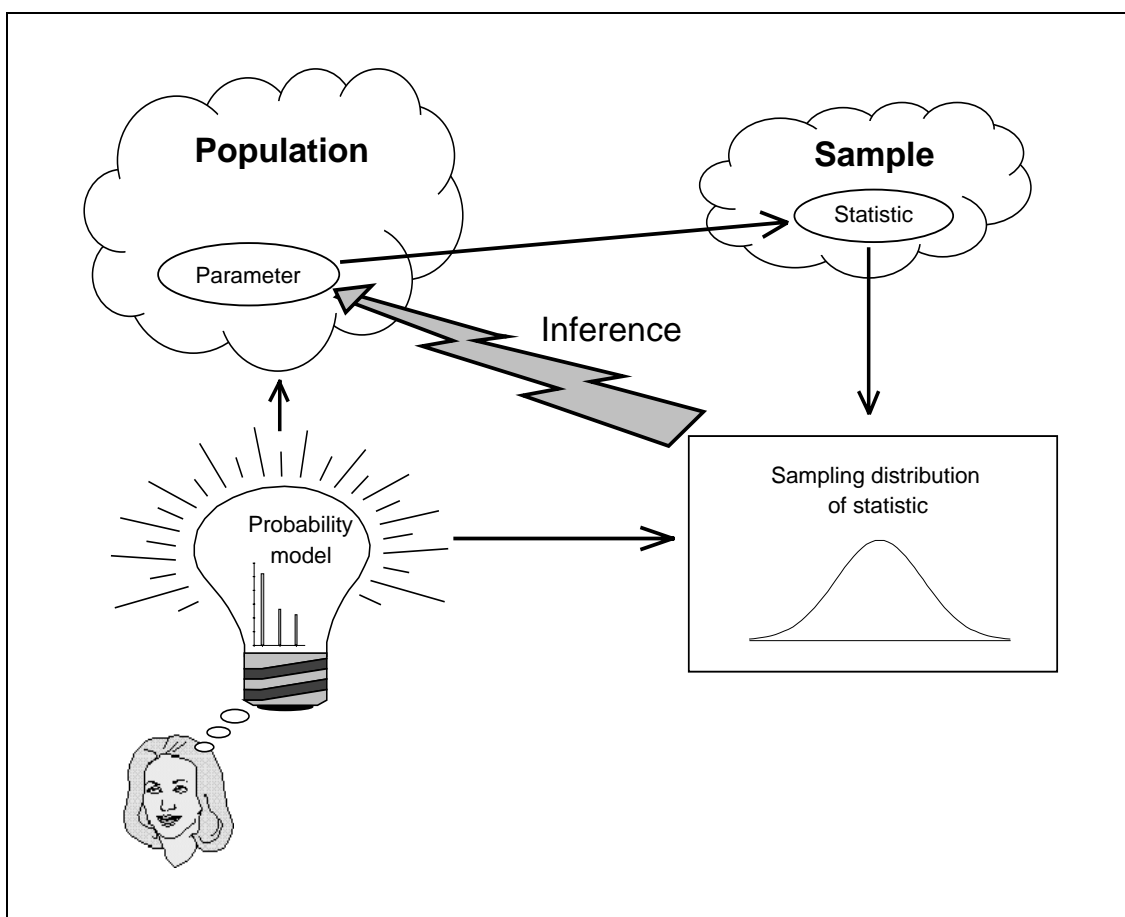 Population
Sample
Statistic
Parameter
Inference
Sampling distribution
of statistic
Probability
model